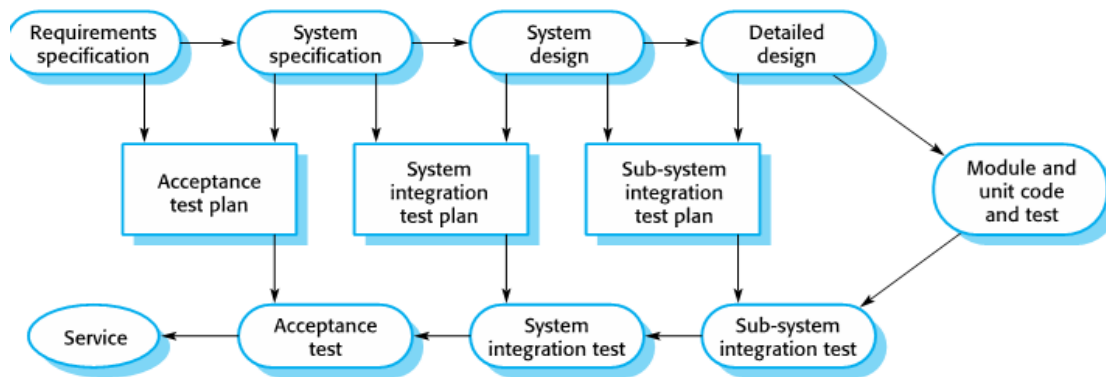 Requirements
specification
System
specification
System
design
Detailed
design
Acceptance
test plan
System
integration
test plan
Sub-system
integration
test plan
Module and
unit code
and test
Service
Acceptance
test
System
integration test
Sub-system
integration test